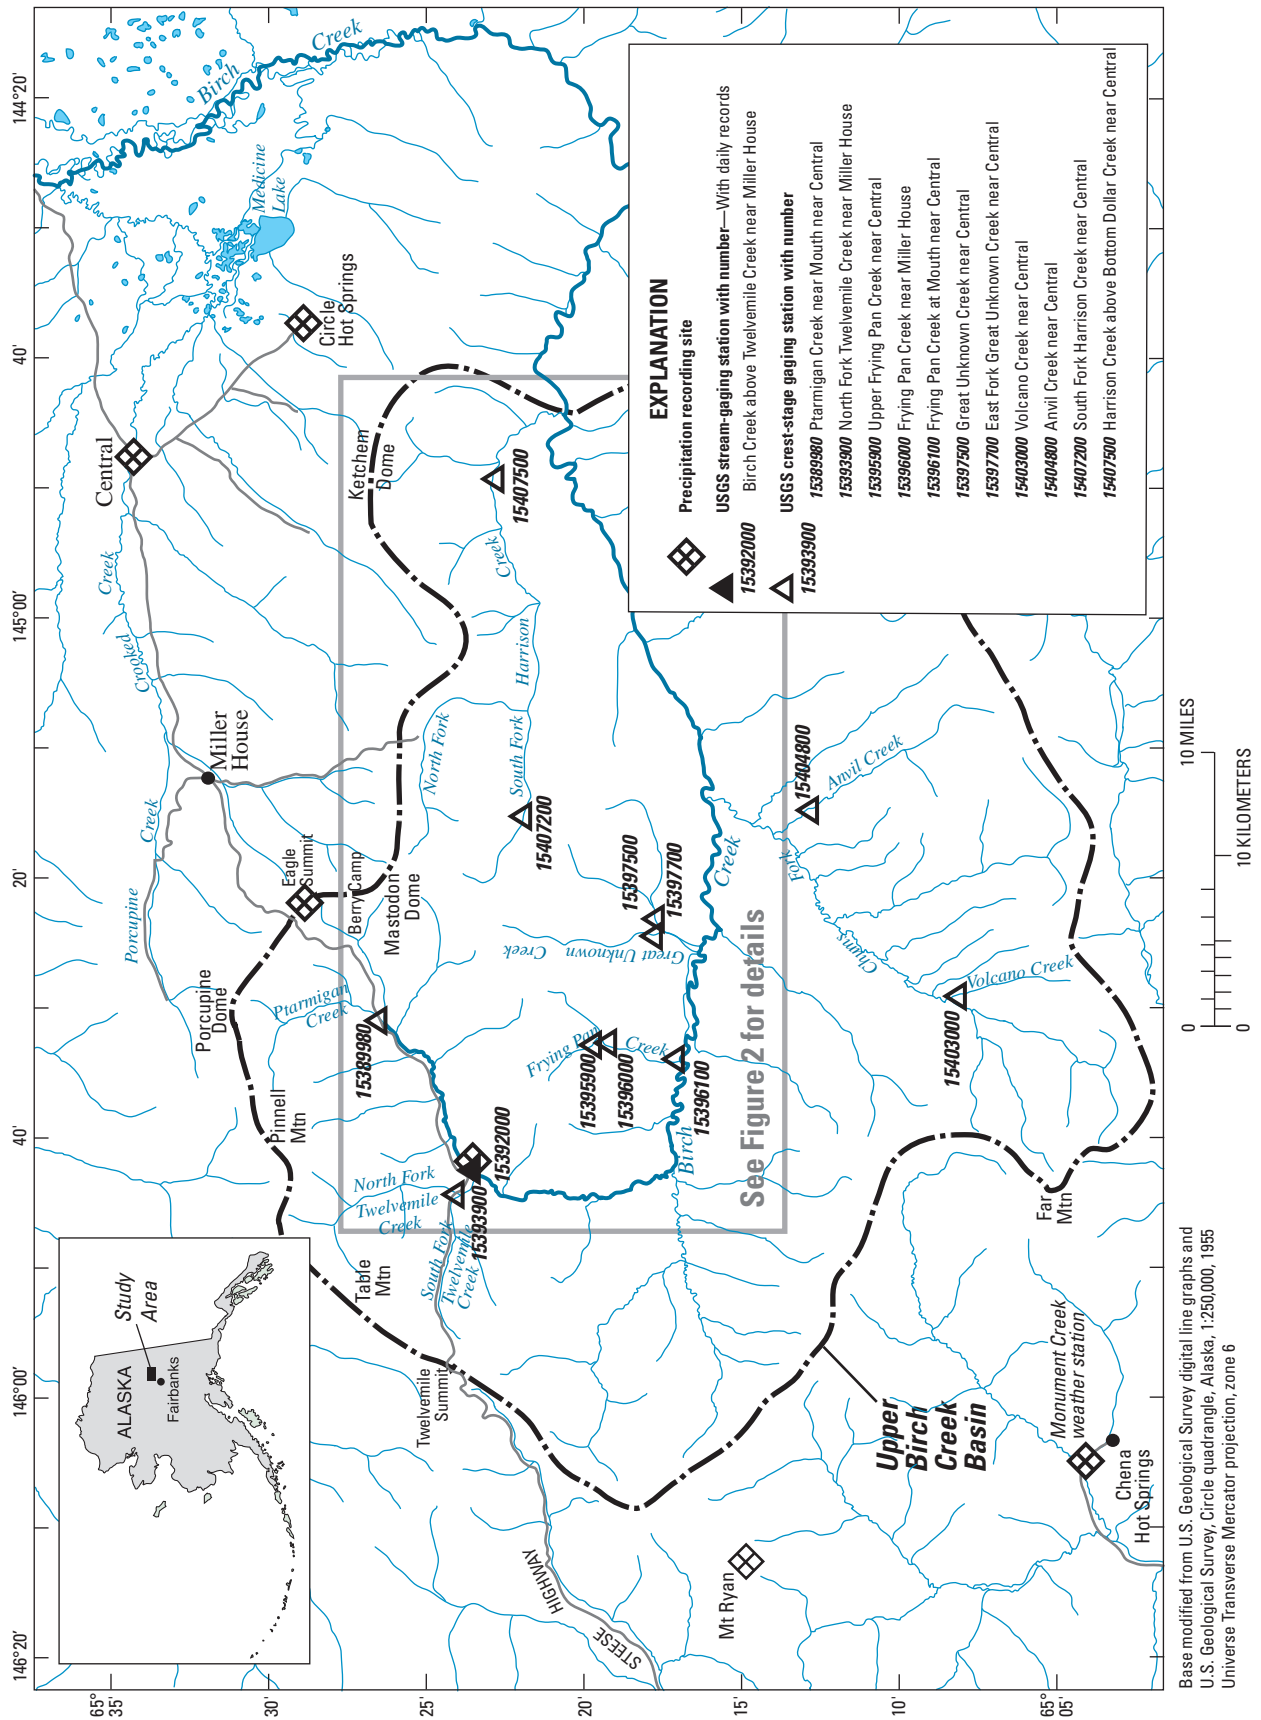 146°20'
146°00'
40'
20'
145°00'
40'
144°20'
65°
35'
30'
25'
20'
15'
10'
65°
05'
ALASKA
Study
Area
Fairbanks
Birch
Creek
Medicine
Lake
Circle
Hot Springs
Central
Crooked
Creek
Miller
House
Porcupine
Creek
Eagle
Summit
Porcupine
Dome
Pinnell
Mtn
Table
Mtn
Twelvemile
Summit
STEESE
HIGHWAY
Ptarmigan
Creek
Berry Camp
Mastodon
Dome
Ketchem
Dome
15389980
North Fork
Twelvemile
Creek
South Fork
Twelvemile
Creek
15393900
15392000
North Fork
South Fork
Harrison
Creek
15407200
15407500
Frying Pan
Creek
15395900
15396000
15396100
Great Unknown
Creek
15397500
15397700
Birch
Creek
See Figure 2 for details
15404800
Anvil Creek
Chums
Fork
15403000
Volcano Creek
Far
Mtn
Upper
Birch
Creek
Basin
Mt Ryan
Monument Creek
weather station
Chena
Hot Springs
EXPLANATION
Precipitation recording site
USGS stream-gaging station with number—With daily records
15392000
Birch Creek above Twelvemile Creek near Miller House
USGS crest-stage gaging station with number
15393900
15389980 Ptarmigan Creek near Mouth near Central
15393900 North Fork Twelvemile Creek near Miller House
15395900 Upper Frying Pan Creek near Central
15396000 Frying Pan Creek near Miller House
15396100 Frying Pan Creek at Mouth near Central
15397500 Great Unknown Creek near Central
15397700 East Fork Great Unknown Creek near Central
15403000 Volcano Creek near Central
15404800 Anvil Creek near Central
15407200 South Fork Harrison Creek near Central
15407500 Harrison Creek above Bottom Dollar Creek near Central
0
10 MILES
0
10 KILOMETERS
Base modified from U.S. Geological Survey digital line graphs and
U.S. Geological Survey, Circle quadrangle, Alaska, 1:250,000, 1955
Universe Transverse Mercator projection, zone 6